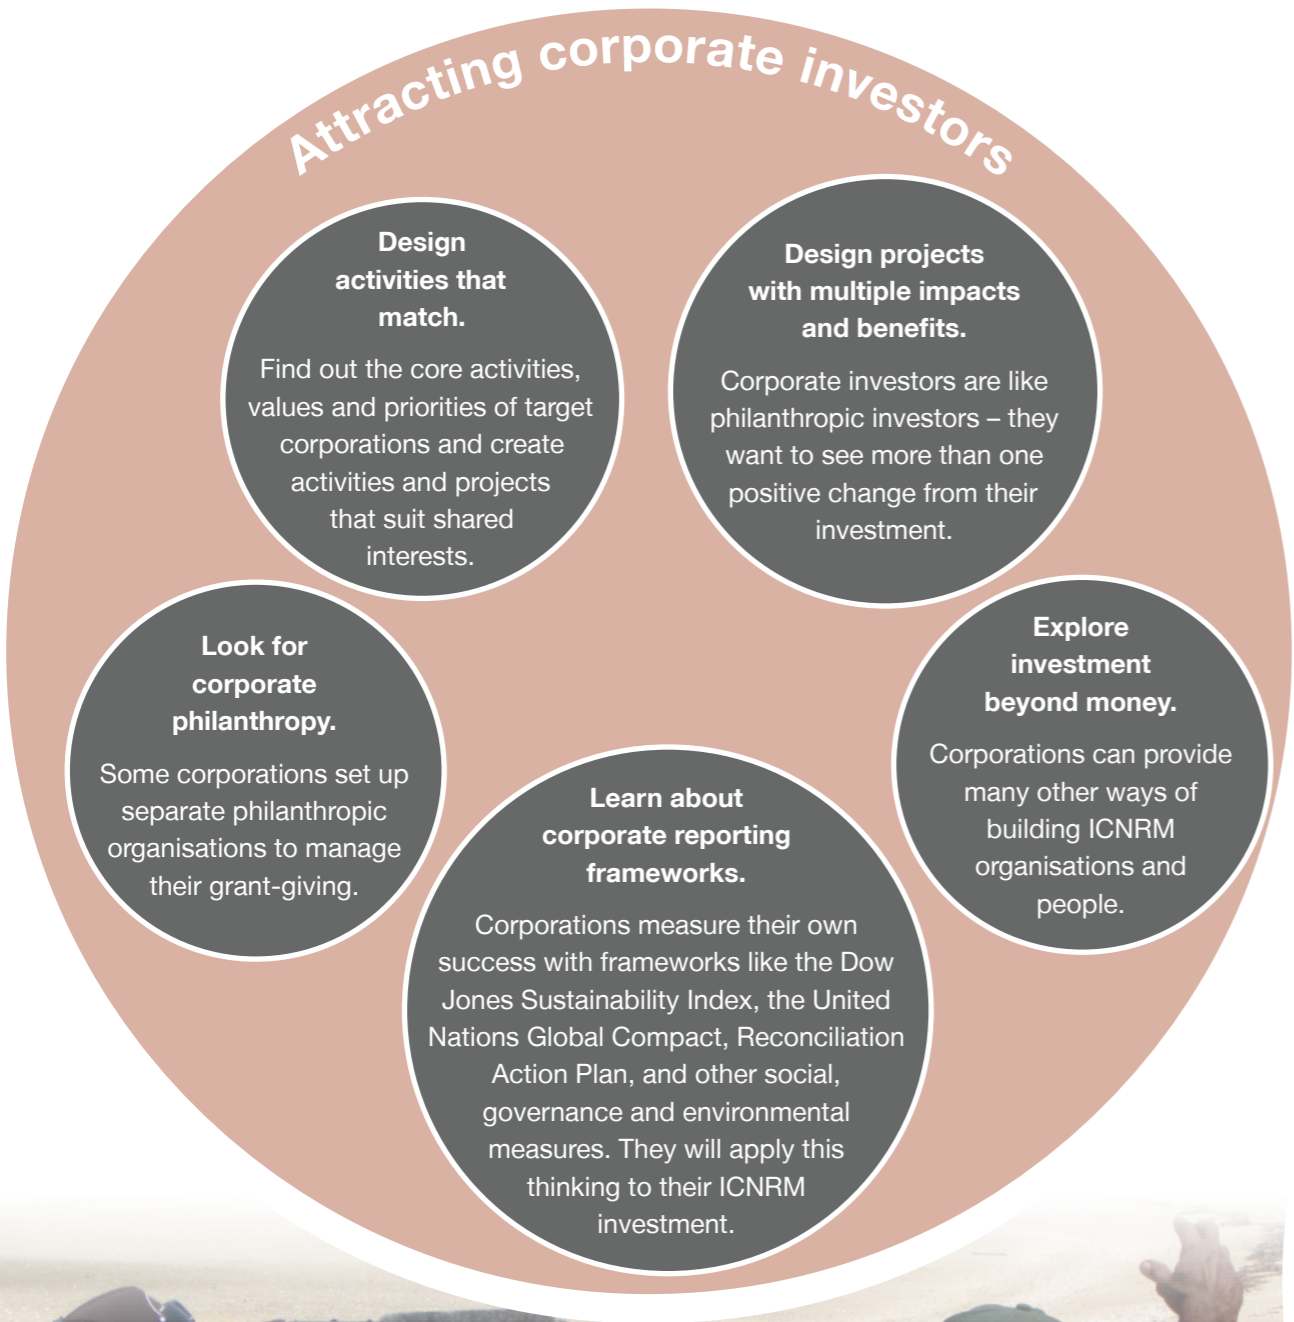 Attracting corporate investors
Design
activities that
match.
Find out the core activities,
values and priorities of target
corporations and create
activities and projects
that suit shared
interests.
Design projects
with multiple impacts
and benefits.
Corporate investors are like
philanthropic investors – they
want to see more than one
positive change from their
investment.
Look for
corporate
philanthropy.
Some corporations set up
separate philanthropic
organisations to manage
their grant-giving.
Explore
investment
beyond money.
Corporations can provide
many other ways of
building ICNRM
organisations and
people.
Learn about
corporate reporting
frameworks.
Corporations measure their own
success with frameworks like the Dow
Jones Sustainability Index, the United
Nations Global Compact, Reconciliation
Action Plan, and other social,
governance and environmental
measures. They will apply this
thinking to their ICNRM
investment.